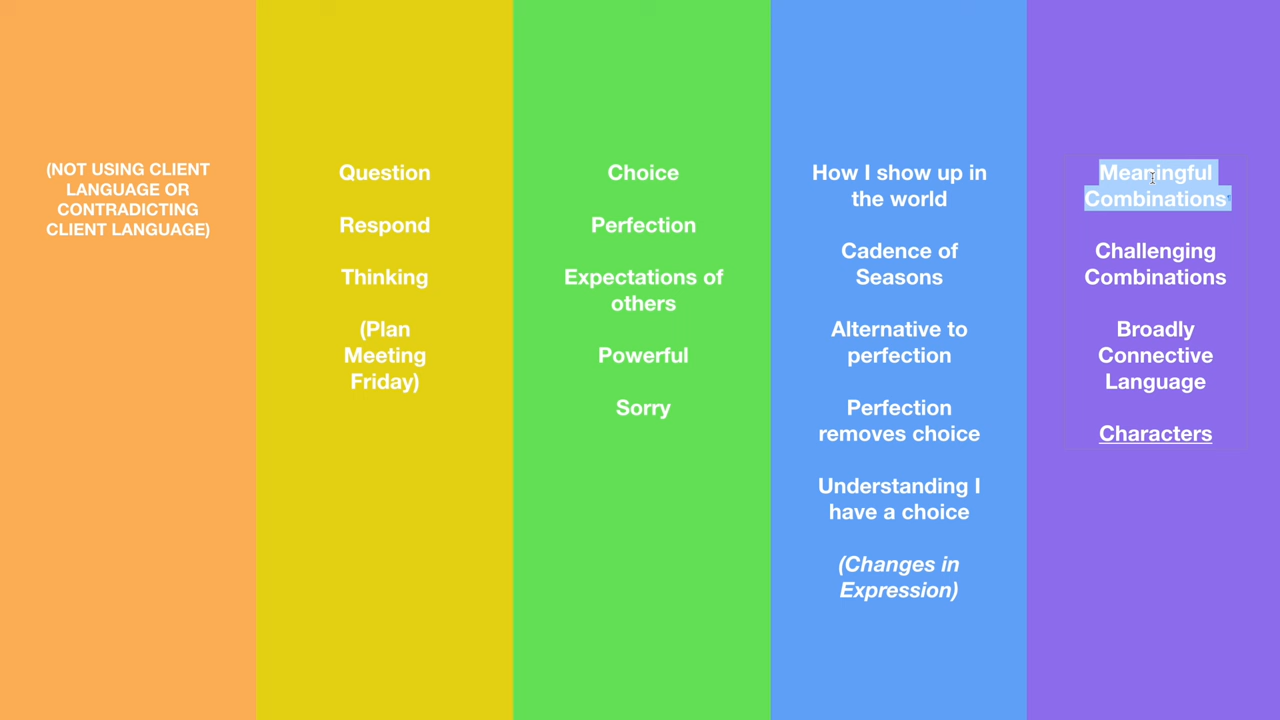 (NOT USING CLIENT
LANGUAGE OR
CONTRADICTING
CLIENT LANGUAGE)
Question
Respond
Thinking
(Plan
Meeting
Friday)
Choice
Perfection
Expectations of
others
Powerful
Sorry
How I show up in
the world
Cadence of
Seasons
Alternative to
perfection
Perfection
removes choice
Understanding I
have a choice
(Changes in
Expression)
Meaningful
Combinations
Challenging
Combinations
Broadly
Connective
Language
Characters